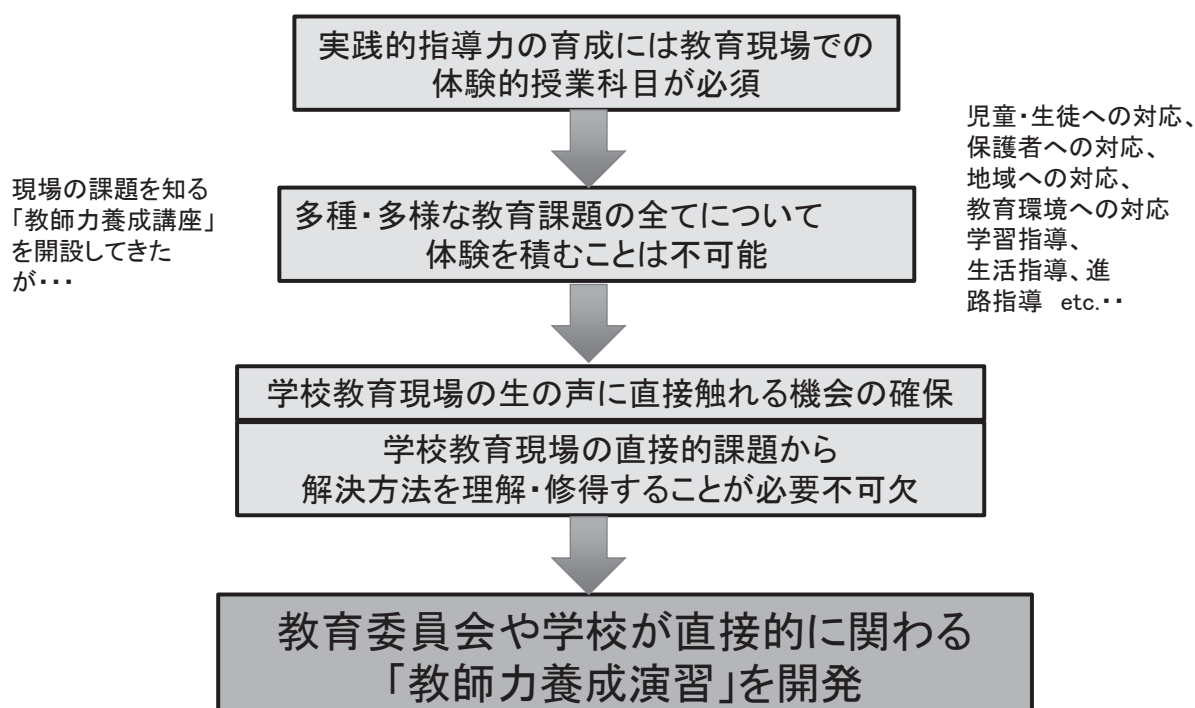 実践的指導力の育成には教育現場での
体験的授業科目が必須
現場の課題を知る
「教師力養成講座」
を開設してきた
が・・・
多種・多様な教育課題の全てについて
体験を積むことは不可能
児童・生徒への対応、
保護者への対応、
地域への対応、
教育環境への対応
学習指導、
生活指導、進
路指導　etc.・・
学校教育現場の生の声に直接触れる機会の確保
学校教育現場の直接的課題から
解決方法を理解・修得することが必要不可欠
教育委員会や学校が直接的に関わる
「教師力養成演習」を開発